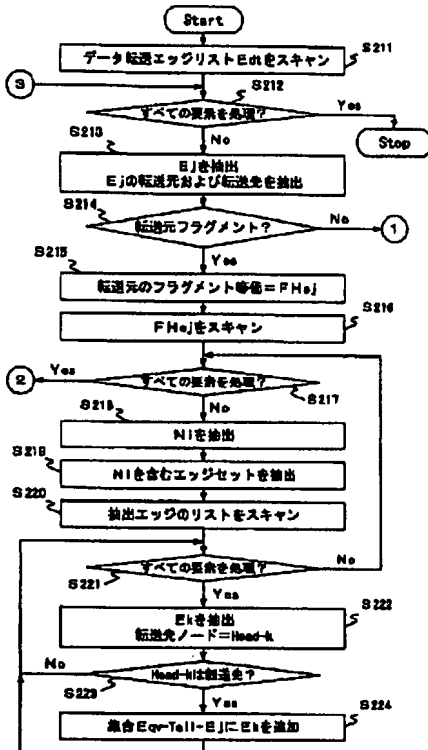 Start
データ転送エッジリストEdtをスキャン
S211
3
S212
すべての要素を処理?
Yes
Stop
S213
No
Ejを抽出
Ejの転送元および転送先を抽出
S214
転送元フラグメント?
No
1
S215
Yes
転送元のフラグメント等価=FHej
S216
FHejをスキャン
2
Yes
すべての要素を処理?
S217
S218
No
Niを抽出
S219
Niを含むエッジセットを抽出
S220
抽出エッジのリストをスキャン
すべての要素を処理?
No
S221
Yes
S222
Ekを抽出
転送先ノード=Head-k
No
Head-kは
S223
Yes
S224
集合Eqv-Tail-EjにEkを追加